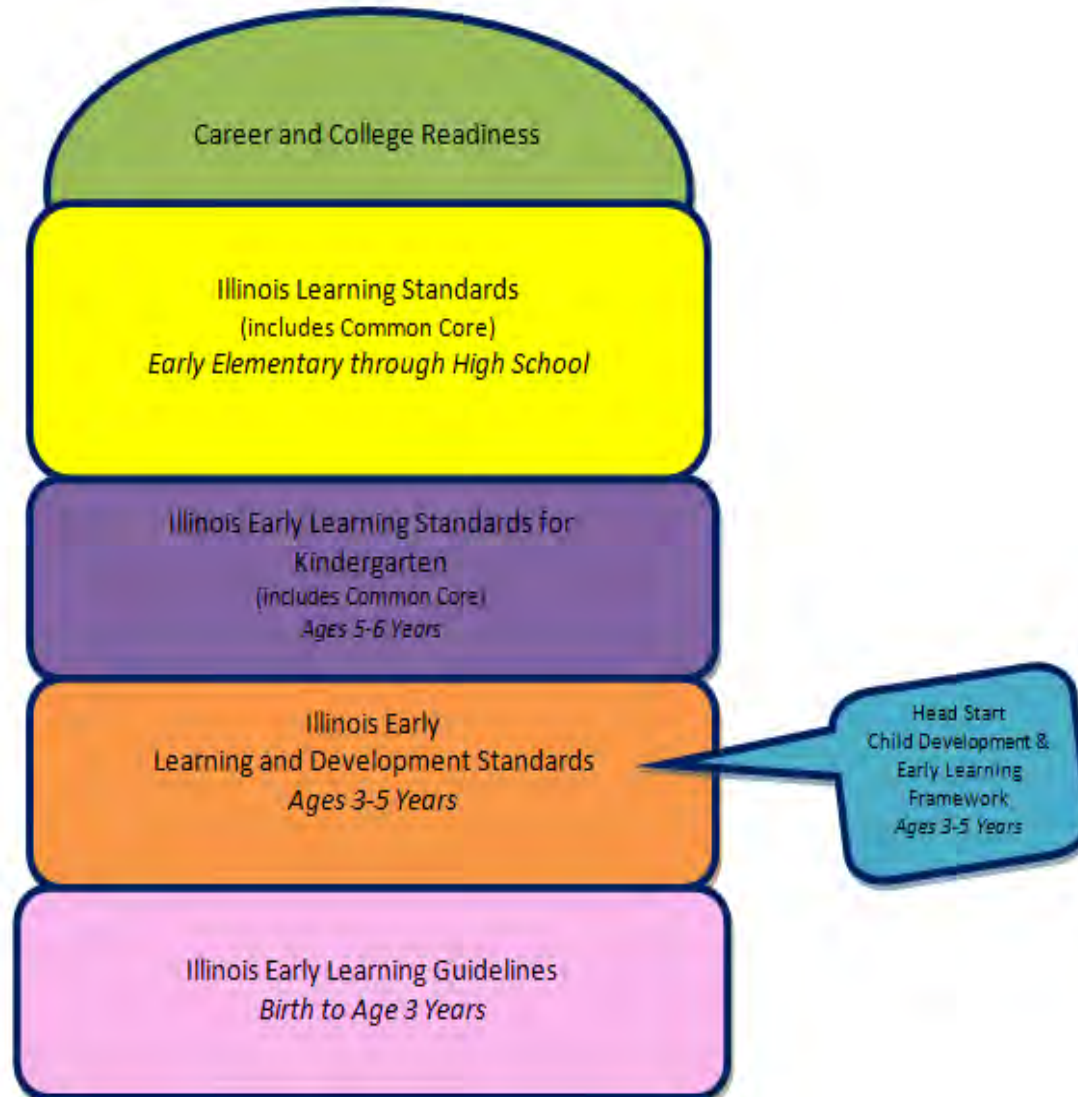 Career and College Readiness
Illinois Learning Standards
(includes Common Core)
Early Elementary through High School
Illinois Early Learning Standards for
Kindergarten
(includes Common Core)
Ages 5-6 Years
Illinois Early
Learning and Development Standards
Ages 3-5 Years
Head Start
Child Development &
Early Learning
Framework
Ages 3-5 Years
Illinois Early Learning Guidelines
Birth to Age 3 Years